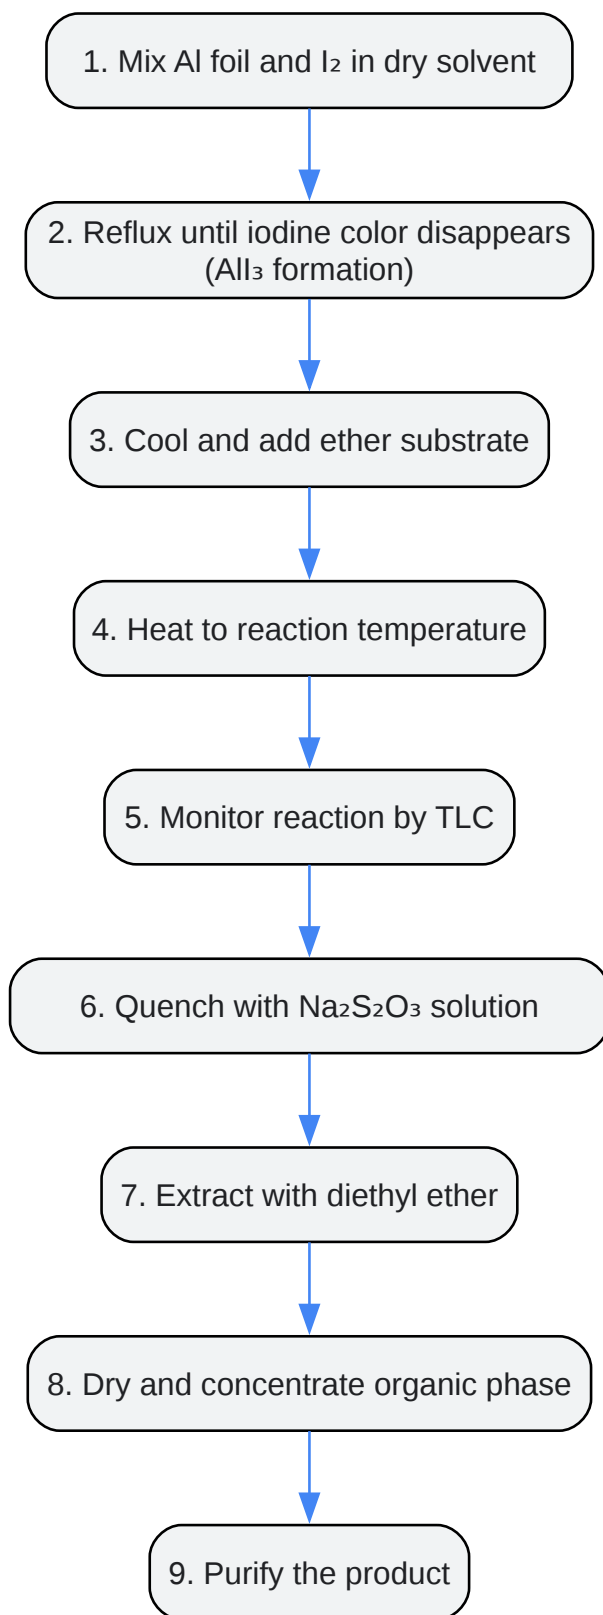 1. Mix Al foil and I₂ in dry solvent
2. Reflux until iodine color disappears
(AlI₃ formation)
3. Cool and add ether substrate
4. Heat to reaction temperature
5. Monitor reaction by TLC
6. Quench with Na₂S₂O₃ solution
7. Extract with diethyl ether
8. Dry and concentrate organic phase
9. Purify the product